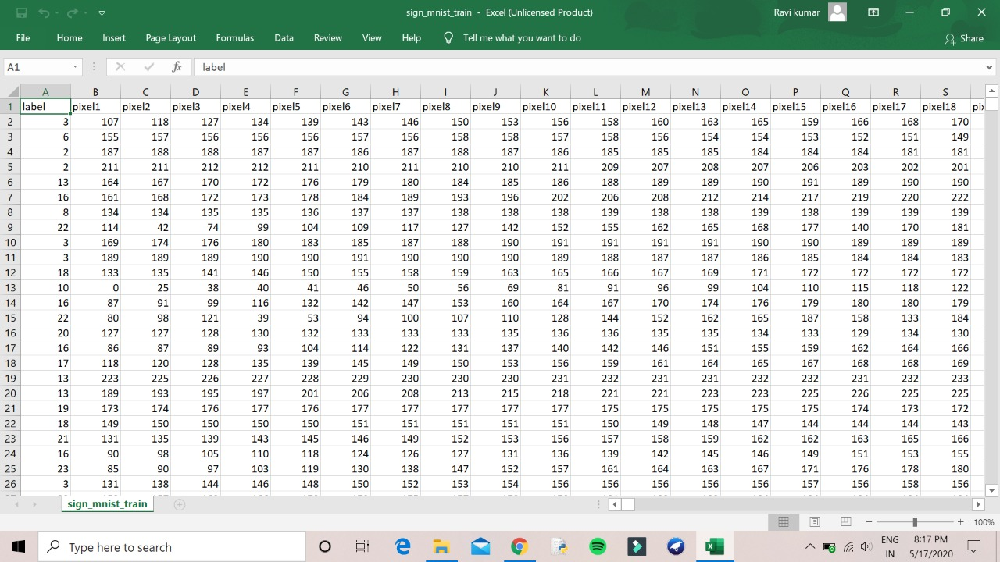 sign_mnist_train - Excel (Unlicensed Product) Ravi kumar
File Home Insert Page Layout Formulas Data Review View Help Tell me what you want to do Share
A1 fx label
A B C D E F G H I J K L M N O P Q R S
1 label pixel1 pixel2 pixel3 pixel4 pixel5 pixel6 pixel7 pixel8 pixel9 pixel10 pixel11 pixel12 pixel13 pixel14 pixel15 pixel16 pixel17 pixel18
2 3 107 118 127 134 139 143 146 150 153 156 158 160 163 165 159 166 168 170
3 6 155 157 156 156 156 157 156 158 158 157 158 156 154 154 153 152 151 149
4 2 187 188 188 187 187 186 187 188 187 186 185 185 185 184 184 184 181 181
5 2 211 211 212 212 211 210 211 210 210 211 209 207 208 207 206 203 202 201
6 13 164 167 170 172 176 179 180 184 185 186 188 189 189 190 191 189 190 190
7 16 161 168 172 173 178 184 189 193 196 202 206 208 212 214 217 219 220 222
8 8 134 134 135 135 136 137 137 138 138 138 139 138 138 139 138 139 139 139
9 22 114 42 74 99 104 109 117 127 142 152 155 162 165 168 177 140 170 181
10 3 169 174 176 180 183 185 187 188 190 191 191 191 191 190 190 189 189 189
11 3 189 189 189 190 190 191 190 190 190 189 188 187 187 186 185 184 184 183
12 18 133 135 141 146 150 155 158 159 163 165 166 167 169 171 172 172 172 172
13 10 0 25 38 40 41 46 50 56 69 81 91 96 99 104 110 115 118 122
14 16 87 91 99 116 132 142 147 153 160 164 167 170 174 176 179 180 180 179
15 22 80 98 121 39 53 94 100 107 110 128 144 152 162 165 187 158 133 184
16 20 127 127 128 130 132 133 133 133 135 136 136 135 135 134 133 129 134 130
17 16 86 87 89 93 104 114 122 131 137 140 142 146 151 155 159 162 164 166
18 17 118 120 128 135 139 145 149 150 153 156 159 161 164 165 167 168 168 169
19 13 223 225 226 227 228 229 230 230 230 231 232 231 231 232 232 231 232 233
20 13 189 193 195 197 201 206 208 213 215 218 221 221 223 223 225 226 225 225
21 19 173 174 176 177 176 177 177 177 177 177 175 175 175 175 175 174 173 172
22 18 149 150 150 150 150 151 151 151 151 151 150 149 148 147 144 144 144 143
23 21 131 135 139 143 145 146 149 152 153 156 157 158 159 162 162 163 165 166
24 16 90 98 105 110 118 124 126 127 131 136 139 142 145 146 149 151 153 155
25 23 85 90 97 103 119 130 138 147 152 157 161 164 163 167 171 176 178 180
26 3 131 138 144 146 148 150 152 153 154 156 156 156 156 156 157 156 158 156
sign_mnist_train
100%
Type here to search ENG 8:17 PM
IN 5/17/2020